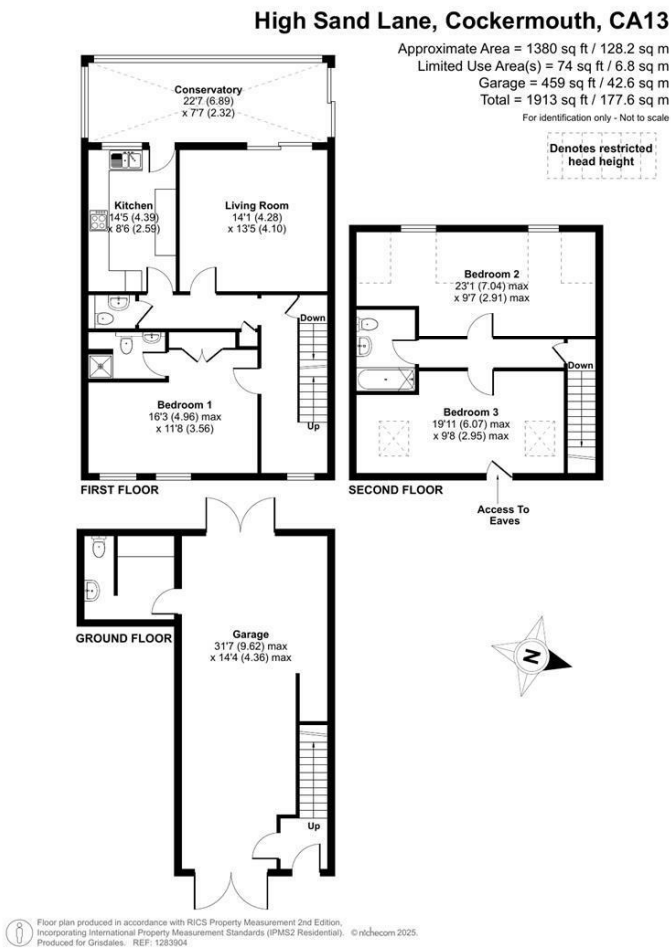 High Sand Lane, Cockermouth, CA13
Approximate Area = 1380 sq ft / 128.2 sq m
Limited Use Area(s) = 74 sq ft / 6.8 sq m
Garage = 459 sq ft / 42.6 sq m
Total = 1913 sq ft / 177.6 sq m
For identification only - Not to scale
Denotes restricted
head height
Conservatory
22'7 (6.89)
x 7'7 (2.32)
Kitchen
14'5 (4.39)
x 8'6 (2.59)
Living Room
14'1 (4.28)
x 13'5 (4.10)
Down
Bedroom 1
16'3 (4.96) max
x 11'8 (3.56)
Up
FIRST FLOOR
Bedroom 2
23'1 (7.04) max
x 9'7 (2.91) max
Down
Bedroom 3
19'11 (6.07) max
x 9'8 (2.95) max
SECOND FLOOR
Access To
Eaves
GROUND FLOOR
Garage
31'7 (9.62) max
x 14'4 (4.36) max
Up
N
Floor plan produced in accordance with RICS Property Measurement 2nd Edition,
Incorporating International Property Measurement Standards (IPMS2 Residential). © nichecom 2025.
Produced for Grisdales. REF: 1283904